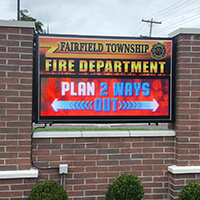 FAIRFIELD TOWNSHIP
FIRE DEPARTMENT
PLAN 2 WAYS
OUT